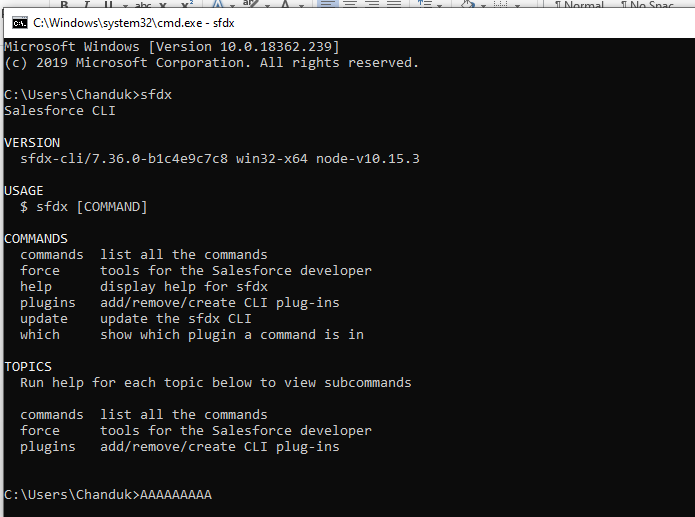 B I U abc x x² A aby A ¶ Normal ¶ No Spac
C:\Windows\system32\cmd.exe - sfdx
Microsoft Windows [Version 10.0.18362.239]
(c) 2019 Microsoft Corporation. All rights reserved.
C:\Users\Chanduk>sfdx
Salesforce CLI
VERSION
sfdx-cli/7.36.0-b1c4e9c7c8 win32-x64 node-v10.15.3
USAGE
$ sfdx [COMMAND]
COMMANDS
commands list all the commands
force tools for the Salesforce developer
help display help for sfdx
plugins add/remove/create CLI plug-ins
update update the sfdx CLI
which show which plugin a command is in
TOPICS
Run help for each topic below to view subcommands
commands list all the commands
force tools for the Salesforce developer
plugins add/remove/create CLI plug-ins
C:\Users\Chanduk>AAAAAAAAA